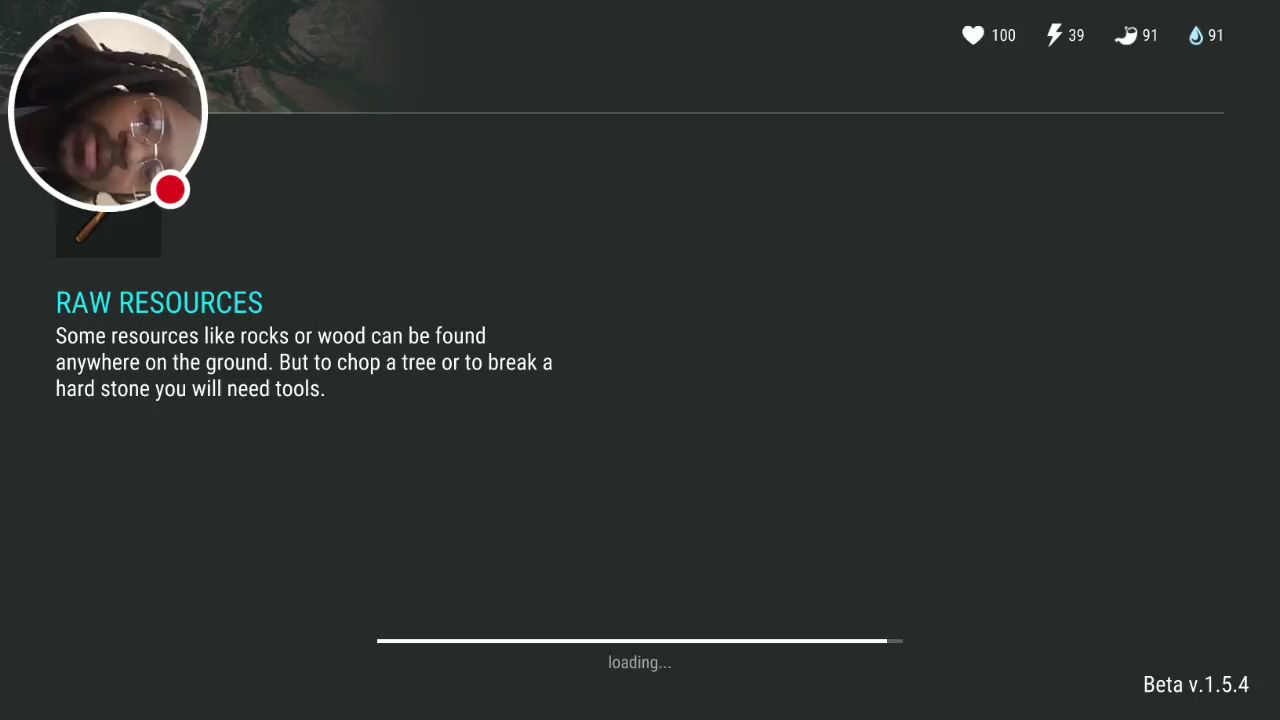 100 39 91 91
RAW RESOURCES
Some resources like rocks or wood can be found
anywhere on the ground. But to chop a tree or to break a
hard stone you will need tools.
loading...
Beta v.1.5.4